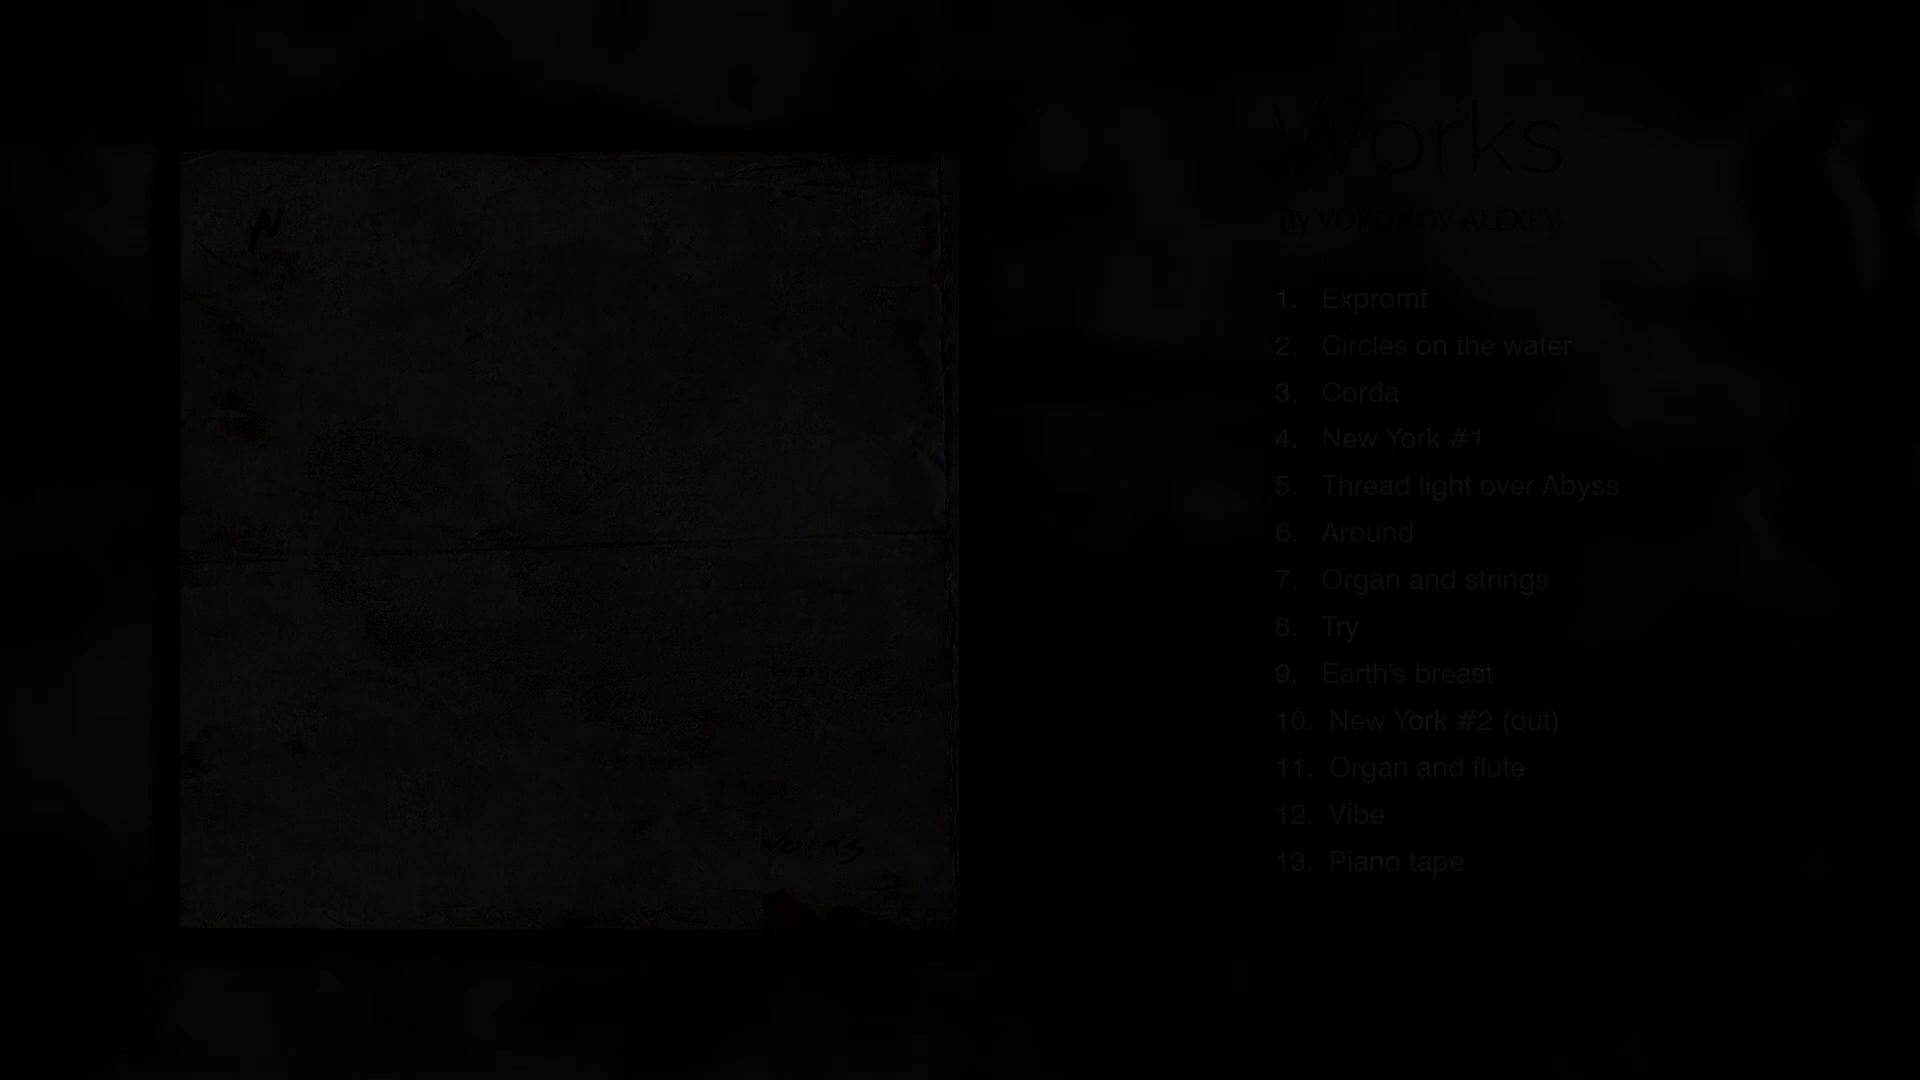 N
works
Works
By VORONOV ALEXEY
1. Expromt
2. Circles on the water
3. Corda
4. New York #1
5. Thread light over Abyss
6. Around
7. Organ and strings
8. Try
9. Earth's breast
10. New York #2 (out)
11. Organ and flute
12. Vibe
13. Piano tape